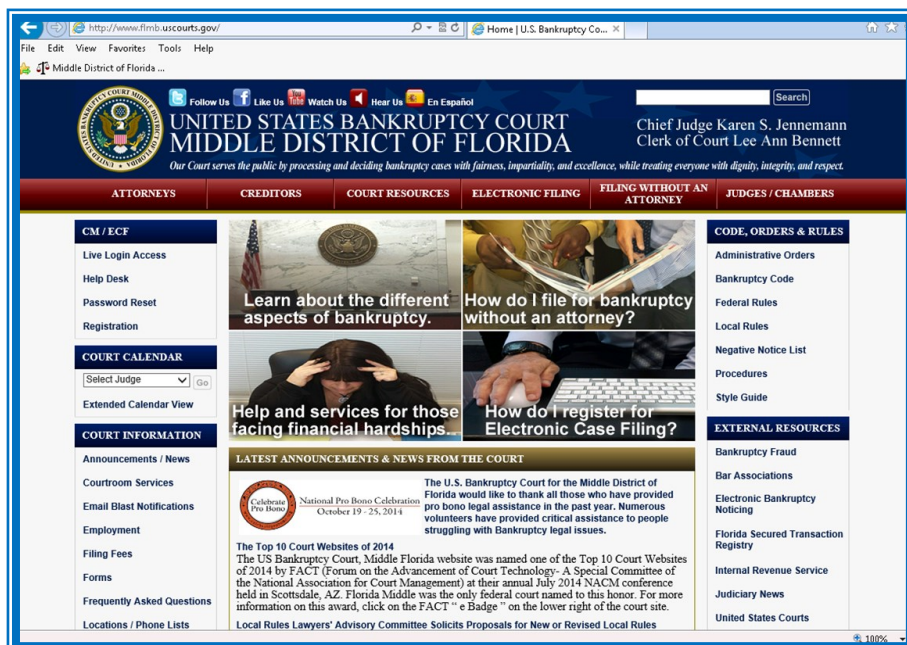 http://www.flmb.uscourts.gov/
Home | U.S. Bankruptcy Co...
File Edit View Favorites Tools Help
Middle District of Florida ...
Follow Us Like Us Watch Us Hear Us En Español
Search
UNITED STATES BANKRUPTCY COURT
MIDDLE DISTRICT OF FLORIDA
Chief Judge Karen S. Jennemann
Clerk of Court Lee Ann Bennett
Our Court serves the public by processing and deciding bankruptcy cases with fairness, impartiality, and excellence, while treating everyone with dignity, integrity, and respect.
ATTORNEYS
CREDITORS
COURT RESOURCES
ELECTRONIC FILING
FILING WITHOUT AN
ATTORNEY
JUDGES / CHAMBERS
CM / ECF
Live Login Access
Help Desk
Password Reset
Registration
COURT CALENDAR
Select Judge
Go
Extended Calendar View
COURT INFORMATION
Announcements / News
Courtroom Services
Email Blast Notifications
Employment
Filing Fees
Forms
Frequently Asked Questions
Locations / Phone Lists
Learn about the different
aspects of bankruptcy.
How do I file for bankruptcy
without an attorney?
Help and services for those
facing financial hardships...
How do I register for
Electronic Case Filing?
LATEST ANNOUNCEMENTS & NEWS FROM THE COURT
Celebrate
Pro Bono
National Pro Bono Celebration
October 19 - 25, 2014
The U.S. Bankruptcy Court for the Middle District of
Florida would like to thank all those who have provided
pro bono legal assistance in the past year. Numerous
volunteers have provided critical assistance to people
struggling with Bankruptcy legal issues.
The Top 10 Court Websites of 2014
The US Bankruptcy Court, Middle Florida website was named one of the Top 10 Court Websites
of 2014 by FACT (Forum on the Advancement of Court Technology- A Special Committee of
the National Association for Court Management) at their annual July 2014 NACM conference
held in Scottsdale, AZ. Florida Middle was the only federal court named to this honor. For more
information on this award, click on the FACT “ e Badge ” on the lower right of the court site.
Local Rules Lawyers' Advisory Committee Solicits Proposals for New or Revised Local Rules
CODE, ORDERS & RULES
Administrative Orders
Bankruptcy Code
Federal Rules
Local Rules
Negative Notice List
Procedures
Style Guide
EXTERNAL RESOURCES
Bankruptcy Fraud
Bar Associations
Electronic Bankruptcy
Noticing
Florida Secured Transaction
Registry
Internal Revenue Service
Judiciary News
United States Courts
100%